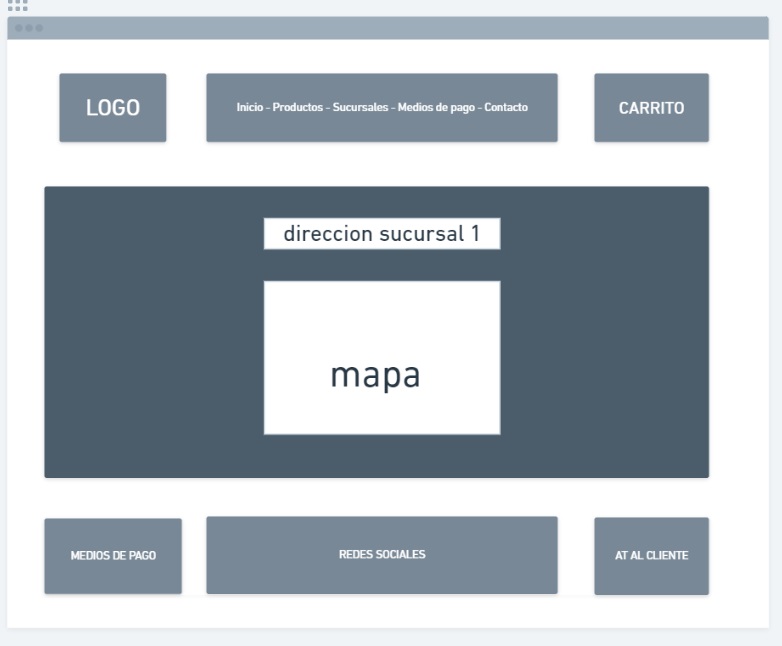 LOGO
Inicio - Productos - Sucursales - Medios de pago - Contacto
CARRITO
direccion sucursal 1
mapa
MEDIOS DE PAGO
REDES SOCIALES
AT AL CLIENTE